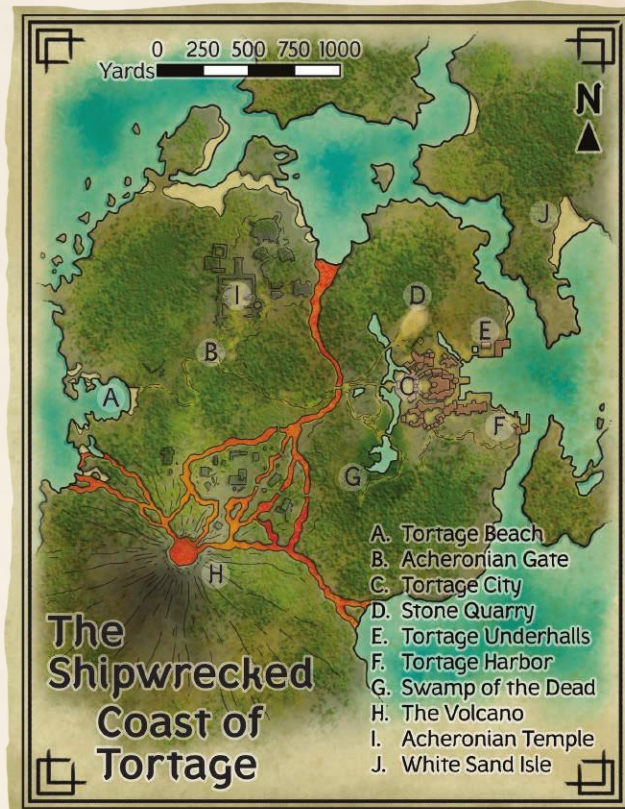 0 250 500 750 1000
Yards
N
J
D
I
E
B
C
A
F
G
H
A. Tortage Beach
B. Acheronian Gate
C. Tortage City
D. Stone Quarry
E. Tortage Underhalls
F. Tortage Harbor
G. Swamp of the Dead
H. The Volcano
I. Acheronian Temple
J. White Sand Isle
The
Shipwrecked
Coast of
Tortage